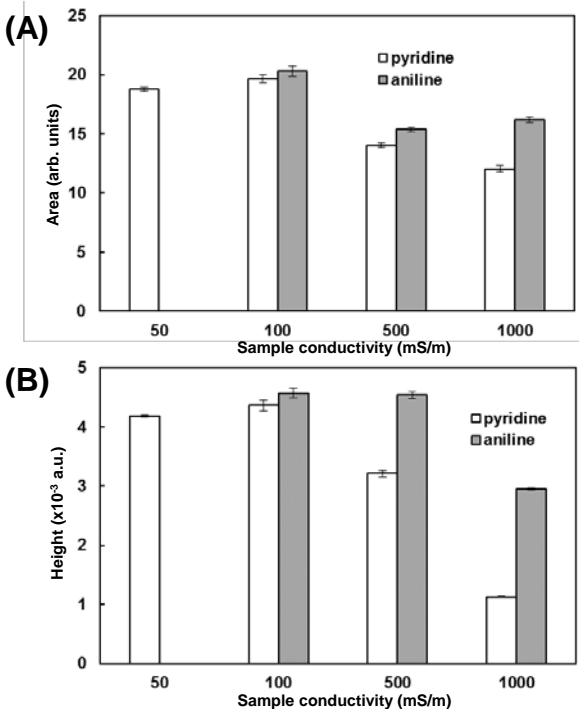 (A)
25
20
15
10
5
0
Area (arb. units)
pyridine
aniline
50 100 500 1000
Sample conductivity (mS/m)
(B)
5
4
3
2
1
0
Height (x10⁻³ a.u.)
pyridine
aniline
50 100 500 1000
Sample conductivity (mS/m)